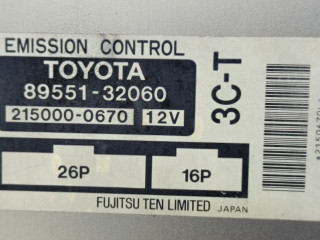 EMISSION CONTROL
TOYOTA
89551-32060
215000-0670 12V
3C-T
26P 16P
FUJITSU TEN LIMITED JAPAN